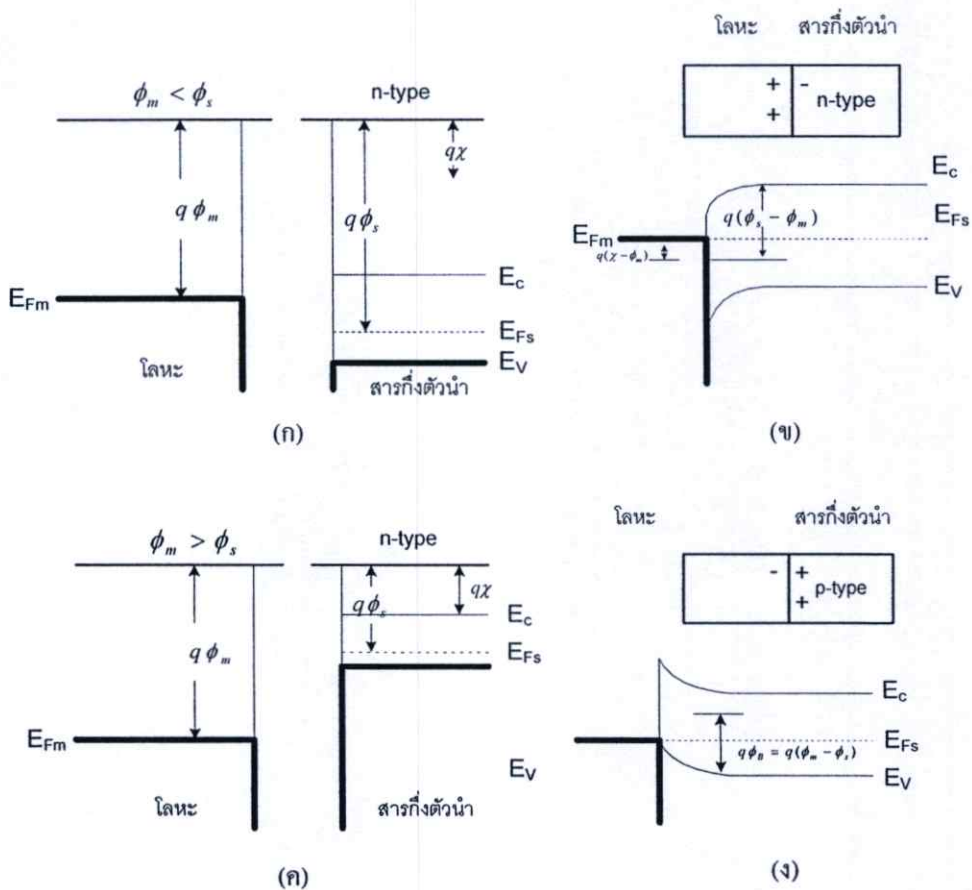 ϕm < ϕs
n-type
qχ
qϕm
qϕs
Ec
EFm
EFs
EV
โลหะ
สารกึ่งตัวนำ
(ก)
โลหะ สารกึ่งตัวนำ
+ -
n-type
+
Ec
q(ϕs − ϕm)
EFs
EFm
q(χ−ϕm)
EV
(ข)
ϕm > ϕs
n-type
qχ
qϕs
Ec
qϕm
EFs
EFm
EV
โลหะ
สารกึ่งตัวนำ
(ค)
โลหะ สารกึ่งตัวนำ
- +
p-type
+
Ec
EFs
qϕB = q(ϕm − ϕs)
EV
(ง)